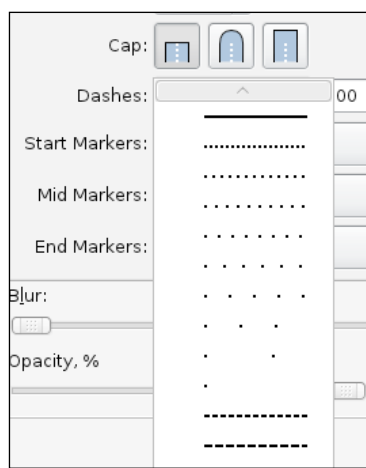 Cap:
Dashes:
00
Start Markers:
Mid Markers:
End Markers:
Blur:
Opacity, %